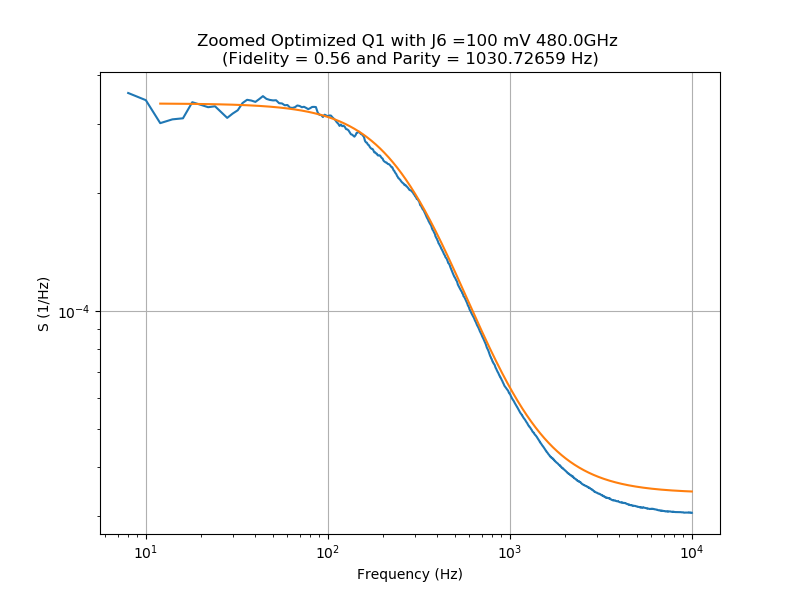 Zoomed Optimized Q1 with J6 =100 mV 480.0GHz
(Fidelity = 0.56 and Parity = 1030.72659 Hz)
S (1/Hz)
10⁻⁴
10¹ 10² 10³ 10⁴
Frequency (Hz)